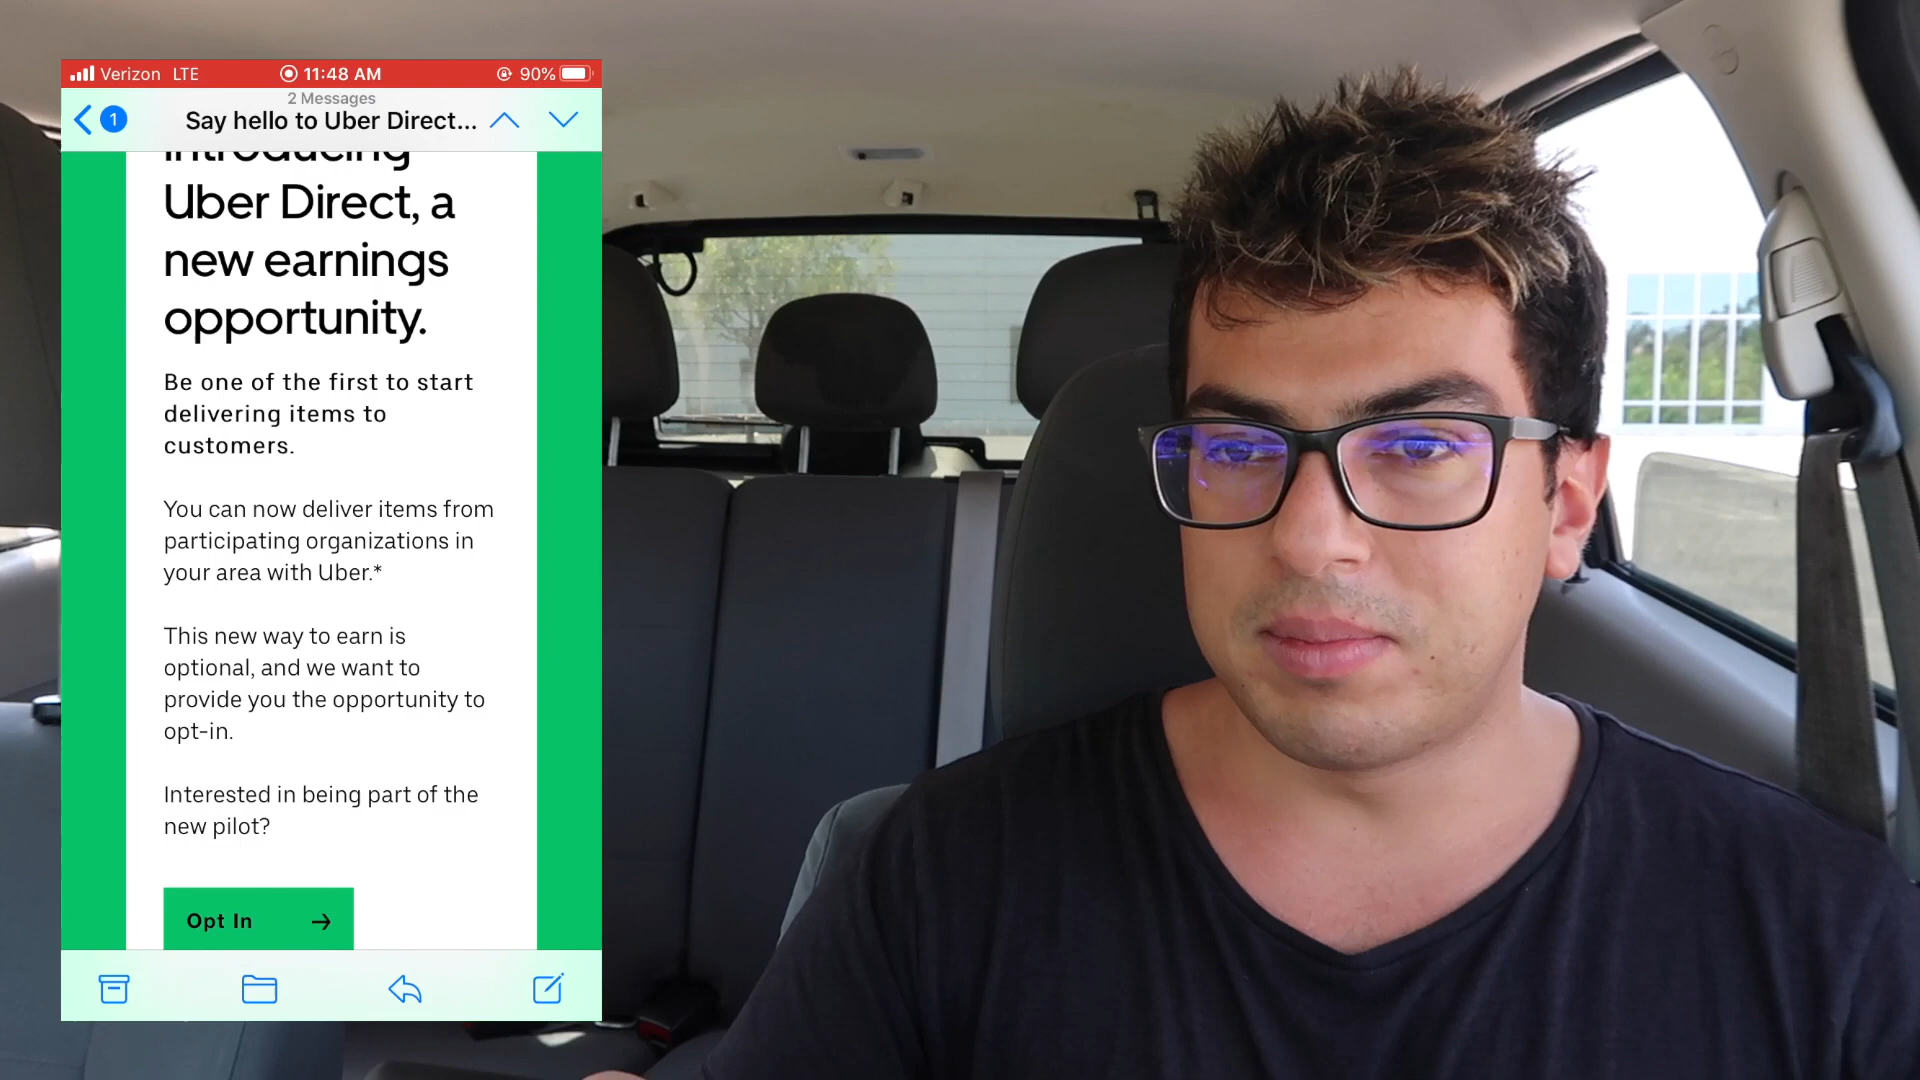 Verizon LTE 11:48 AM 90%
2 Messages
1 Say hello to Uber Direct...
Introducing
Uber Direct, a
new earnings
opportunity.
Be one of the first to start
delivering items to
customers.
You can now deliver items from
participating organizations in
your area with Uber.*
This new way to earn is
optional, and we want to
provide you the opportunity to
opt-in.
Interested in being part of the
new pilot?
Opt In →